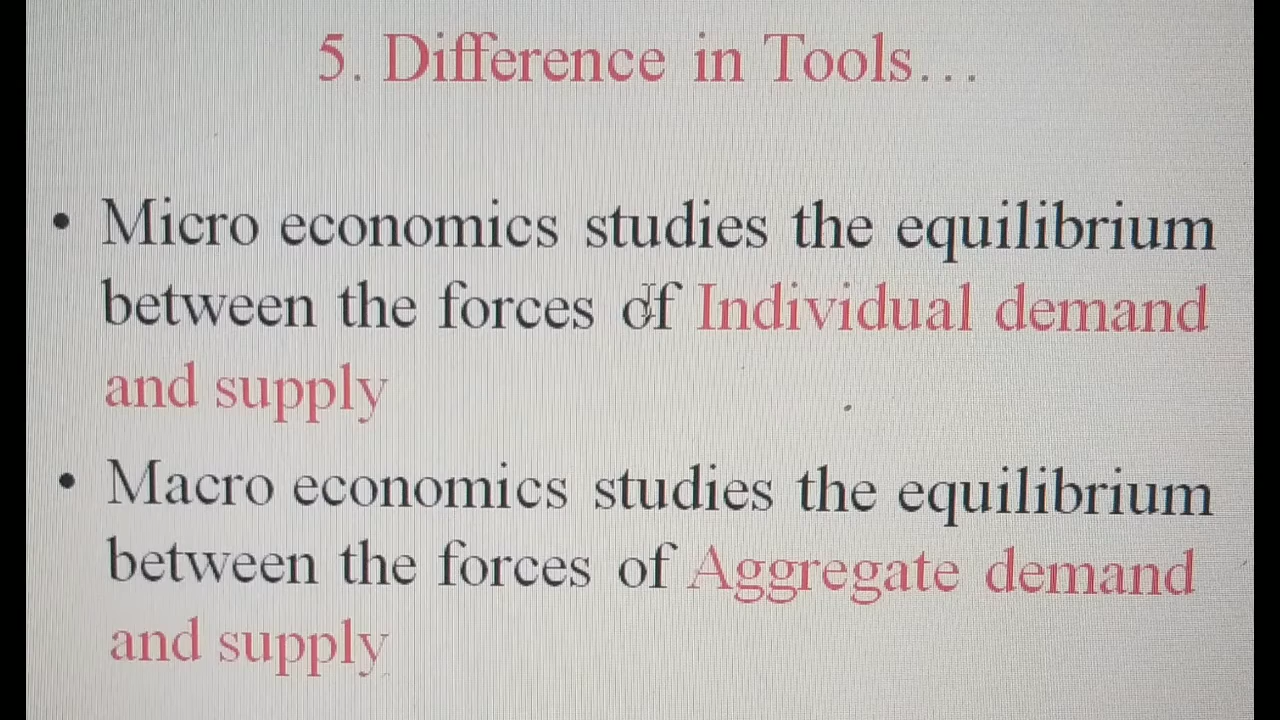 5. Difference in Tools…
• Micro economics studies the equilibrium
between the forces of Individual demand
and supply
• Macro economics studies the equilibrium
between the forces of Aggregate demand
and supply